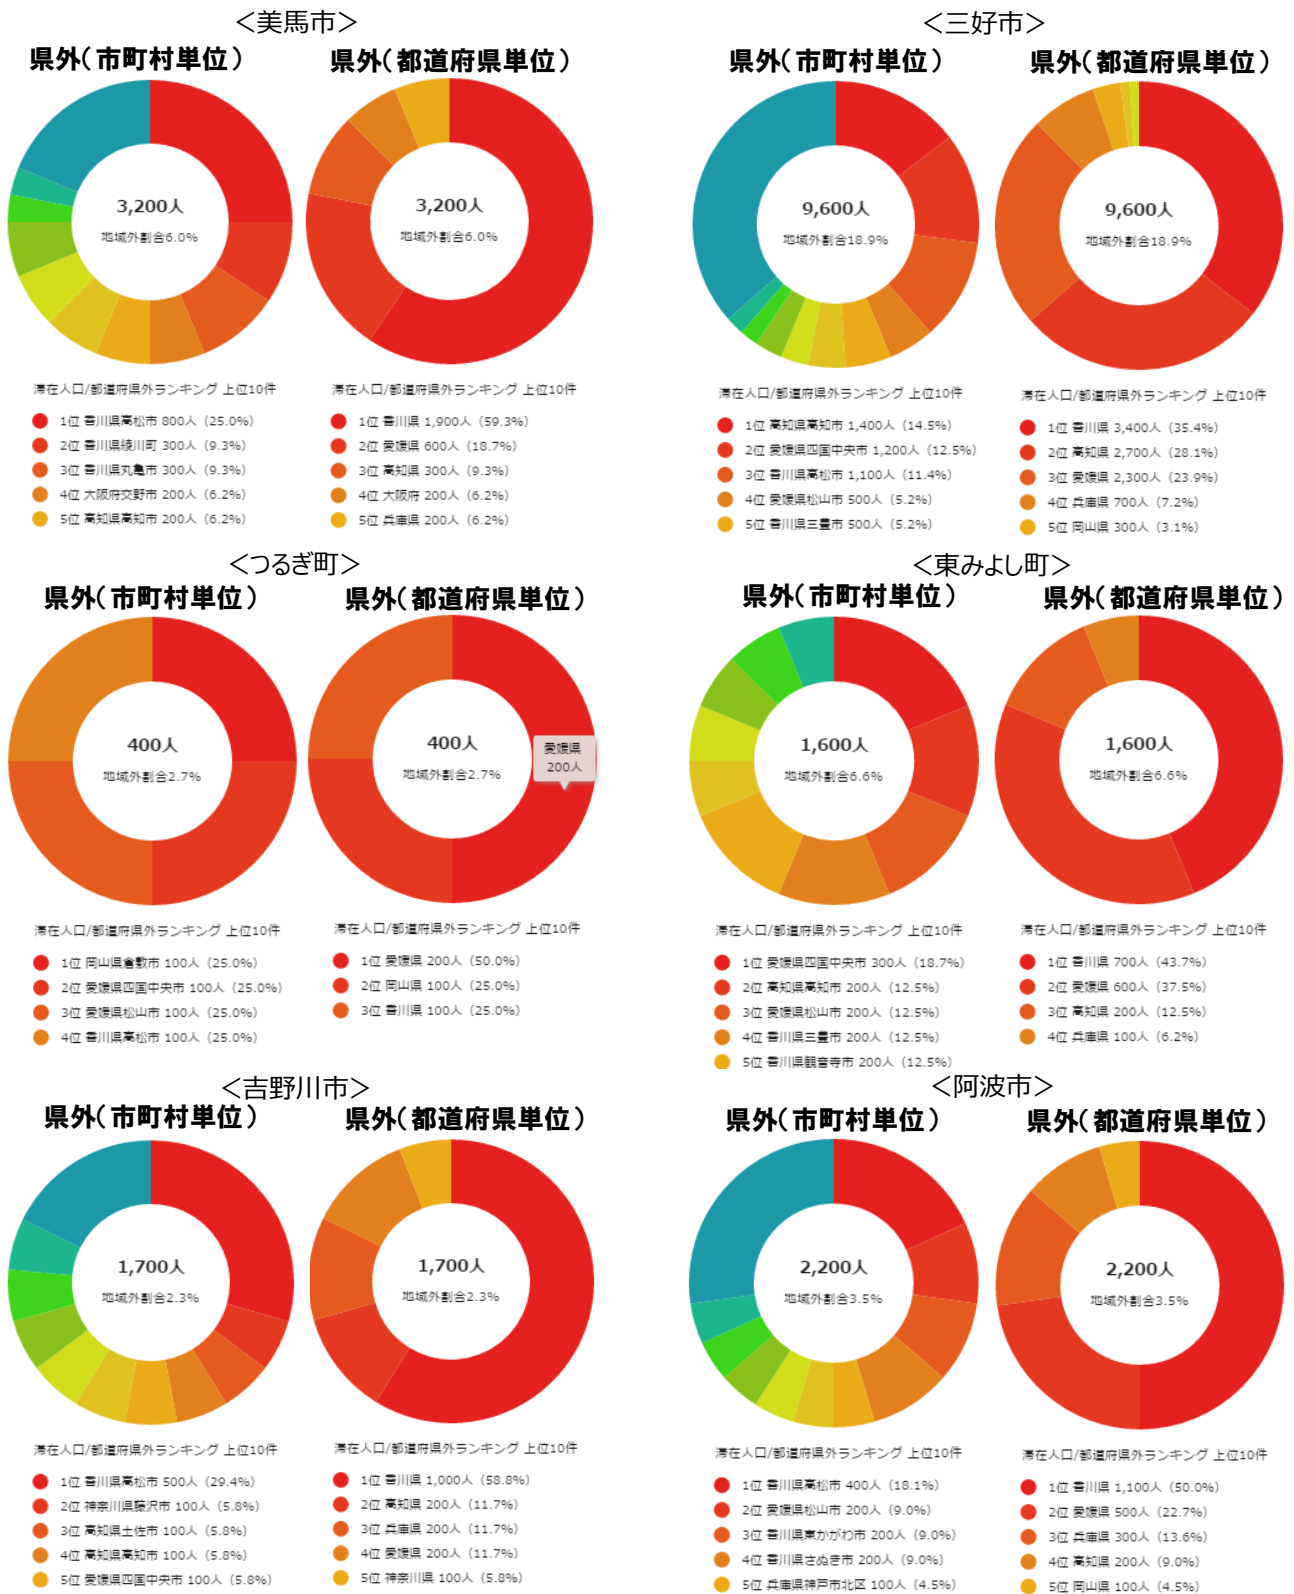 ＜美馬市＞
県外(市町村単位)
3,200人
地域外割合6.0%
滞在人口/都道府県外ランキング 上位10件
1位 香川県高松市 800人（25.0%）
2位 香川県綾川町 300人（9.3%）
3位 香川県丸亀市 300人（9.3%）
4位 大阪府交野市 200人（6.2%）
5位 高知県高知市 200人（6.2%）
県外(都道府県単位)
3,200人
地域外割合6.0%
滞在人口/都道府県外ランキング 上位10件
1位 香川県 1,900人（59.3%）
2位 愛媛県 600人（18.7%）
3位 高知県 300人（9.3%）
4位 大阪府 200人（6.2%）
5位 兵庫県 200人（6.2%）
＜三好市＞
県外(市町村単位)
9,600人
地域外割合18.9%
滞在人口/都道府県外ランキング 上位10件
1位 高知県高知市 1,400人（14.5%）
2位 愛媛県四国中央市 1,200人（12.5%）
3位 香川県高松市 1,100人（11.4%）
4位 愛媛県松山市 500人（5.2%）
5位 香川県三豊市 500人（5.2%）
県外(都道府県単位)
9,600人
地域外割合18.9%
滞在人口/都道府県外ランキング 上位10件
1位 香川県 3,400人（35.4%）
2位 高知県 2,700人（28.1%）
3位 愛媛県 2,300人（23.9%）
4位 兵庫県 700人（7.2%）
5位 岡山県 300人（3.1%）
＜つるぎ町＞
県外(市町村単位)
400人
地域外割合2.7%
滞在人口/都道府県外ランキング 上位10件
1位 岡山県倉敷市 100人（25.0%）
2位 愛媛県四国中央市 100人（25.0%）
3位 愛媛県松山市 100人（25.0%）
4位 香川県高松市 100人（25.0%）
県外(都道府県単位)
400人
地域外割合2.7%
愛媛県
200人
滞在人口/都道府県外ランキング 上位10件
1位 愛媛県 200人（50.0%）
2位 岡山県 100人（25.0%）
3位 香川県 100人（25.0%）
＜東みよし町＞
県外(市町村単位)
1,600人
地域外割合6.6%
滞在人口/都道府県外ランキング 上位10件
1位 愛媛県四国中央市 300人（18.7%）
2位 高知県高知市 200人（12.5%）
3位 愛媛県松山市 200人（12.5%）
4位 香川県三豊市 200人（12.5%）
5位 香川県観音寺市 200人（12.5%）
県外(都道府県単位)
1,600人
地域外割合6.6%
滞在人口/都道府県外ランキング 上位10件
1位 香川県 700人（43.7%）
2位 愛媛県 600人（37.5%）
3位 高知県 200人（12.5%）
4位 兵庫県 100人（6.2%）
＜吉野川市＞
県外(市町村単位)
1,700人
地域外割合2.3%
滞在人口/都道府県外ランキング 上位10件
1位 香川県高松市 500人（29.4%）
2位 神奈川県藤沢市 100人（5.8%）
3位 高知県土佐市 100人（5.8%）
4位 高知県高知市 100人（5.8%）
5位 愛媛県四国中央市 100人（5.8%）
県外(都道府県単位)
1,700人
地域外割合2.3%
滞在人口/都道府県外ランキング 上位10件
1位 香川県 1,000人（58.8%）
2位 高知県 200人（11.7%）
3位 兵庫県 200人（11.7%）
4位 愛媛県 200人（11.7%）
5位 神奈川県 100人（5.8%）
＜阿波市＞
県外(市町村単位)
2,200人
地域外割合3.5%
滞在人口/都道府県外ランキング 上位10件
1位 香川県高松市 400人（18.1%）
2位 愛媛県松山市 200人（9.0%）
3位 香川県東かがわ市 200人（9.0%）
4位 香川県さぬき市 200人（9.0%）
5位 兵庫県神戸市北区 100人（4.5%）
県外(都道府県単位)
2,200人
地域外割合3.5%
滞在人口/都道府県外ランキング 上位10件
1位 香川県 1,100人（50.0%）
2位 愛媛県 500人（22.7%）
3位 兵庫県 300人（13.6%）
4位 高知県 200人（9.0%）
5位 岡山県 100人（4.5%）